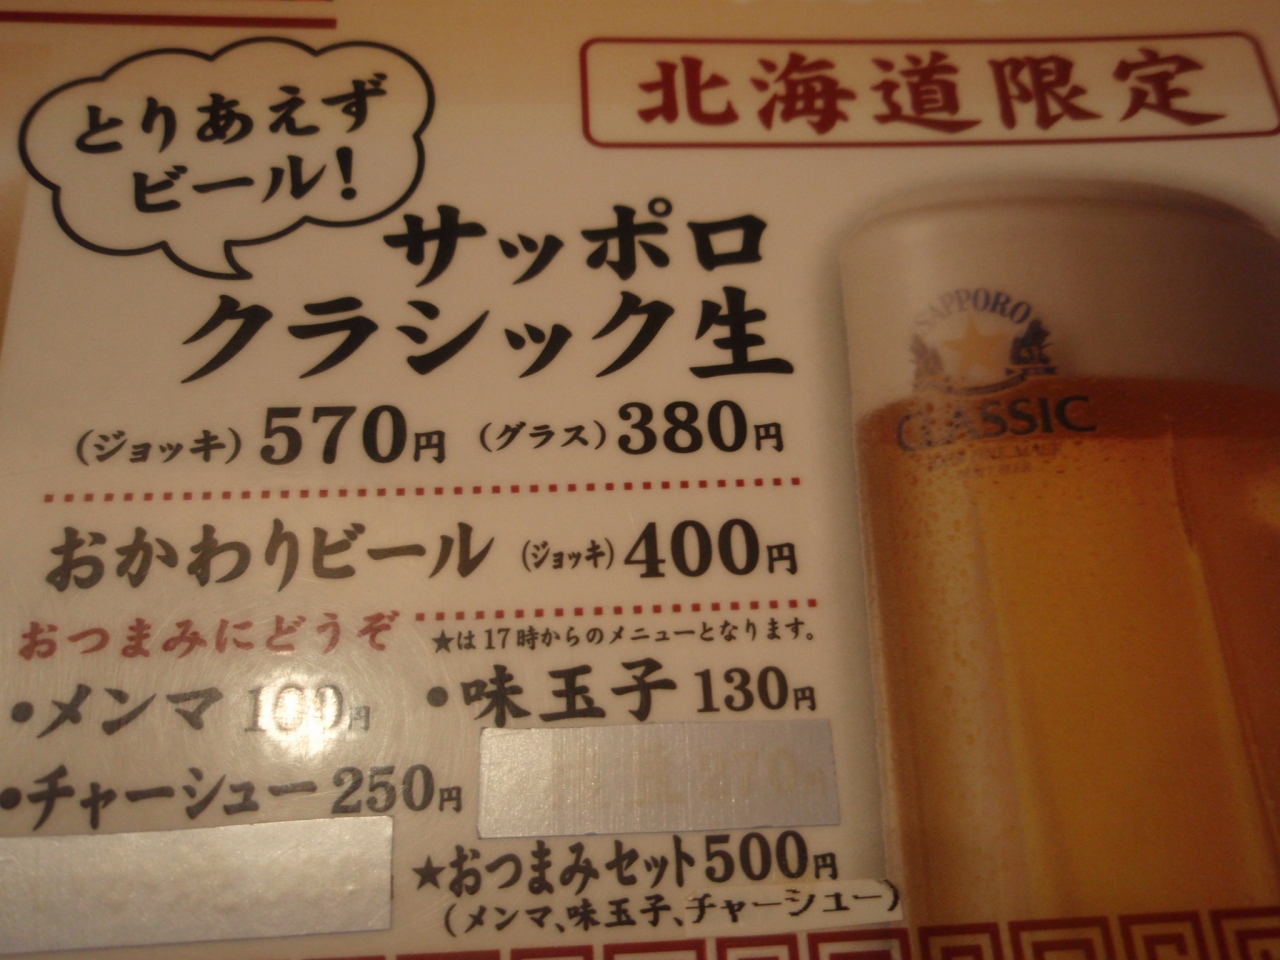 とりあえず
ビール!
北海道限定
サッポロ
クラシック生
(ジョッキ) 570円 (グラス) 380円
おかわりビール (ジョッキ) 400円
おつまみにどうぞ ★は17時からのメニューとなります。
・メンマ 円 ・味玉子 130円
・チャーシュー 250円
★おつまみセット 500円
(メンマ、味玉子、チャーシュー)
SAPPORO
CLASSIC